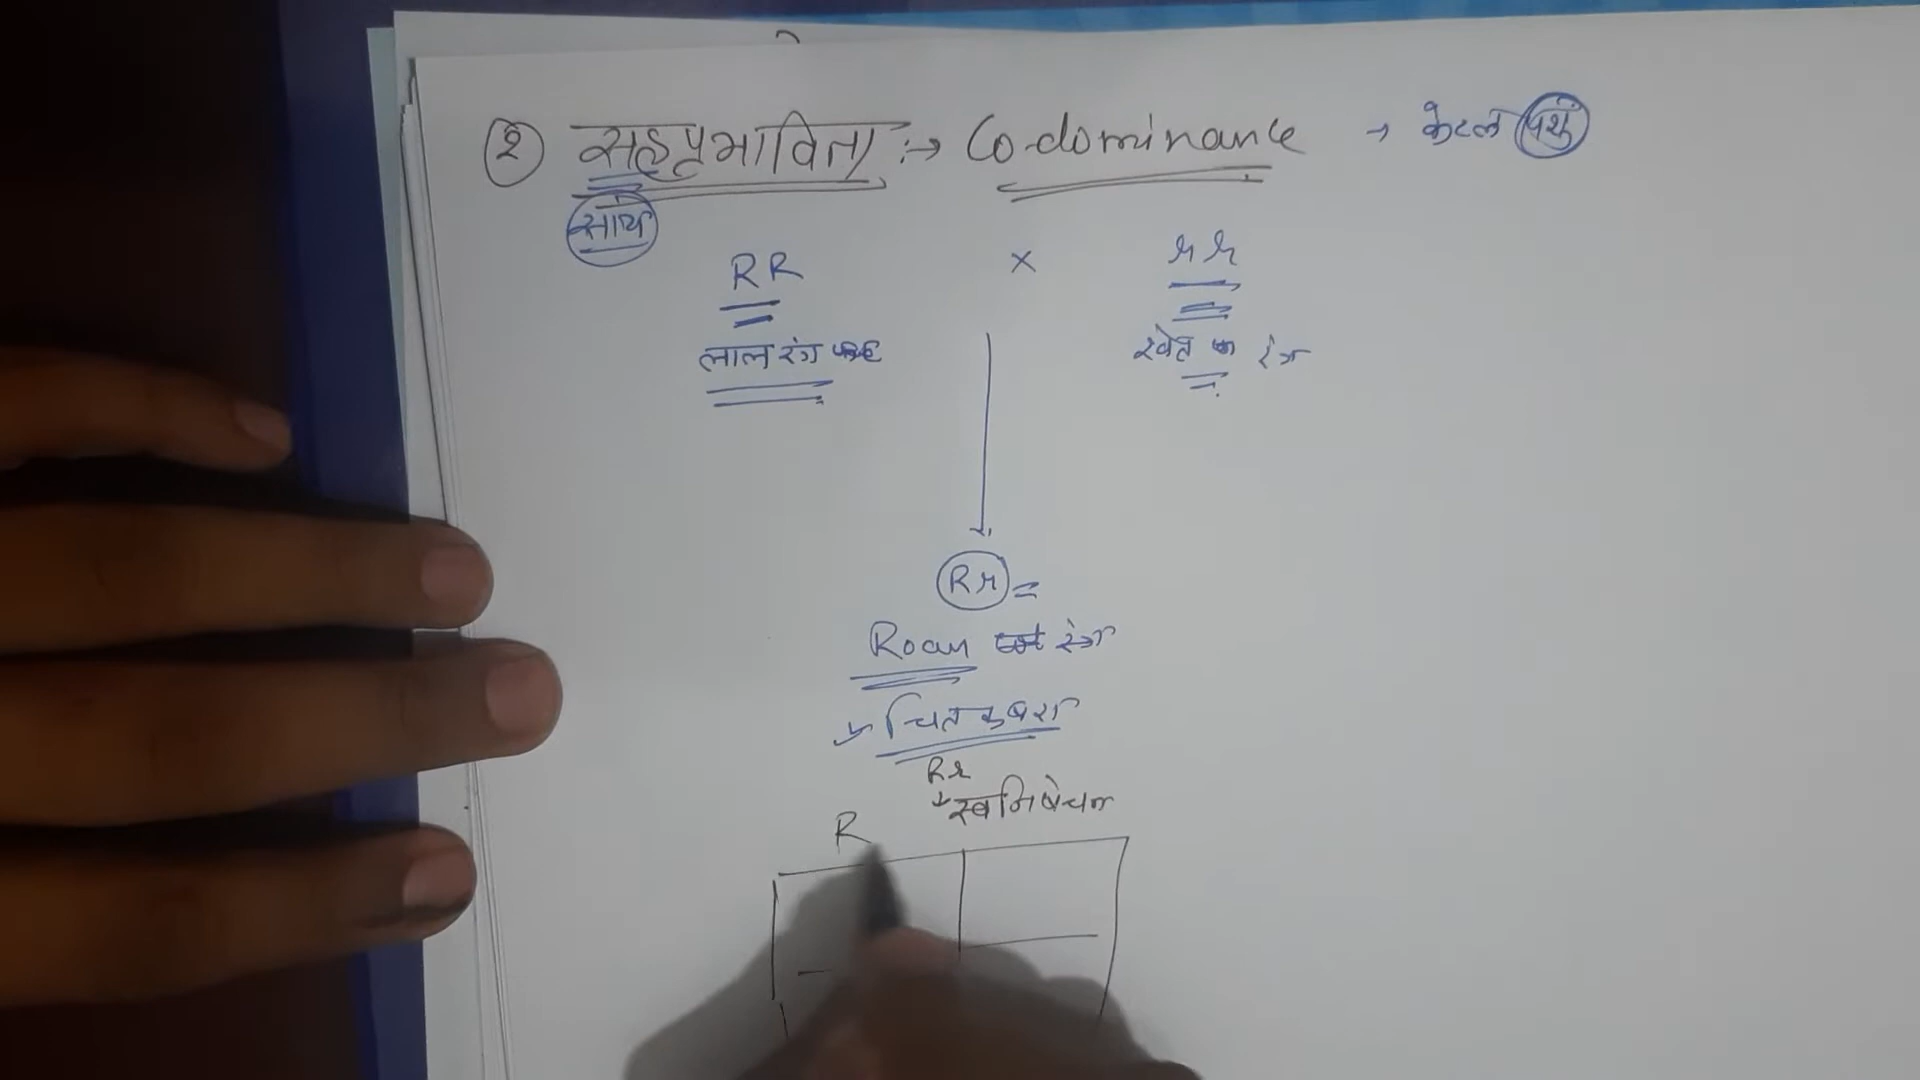 ② सहप्रभाविता :→ Co-dominance → केटल पशु
साथ
RR × rr
लाल रंग श्वेत रंग
Rr =
Roan रंग
चितकबरा
Rr
↓ स्वनिषेचन
R